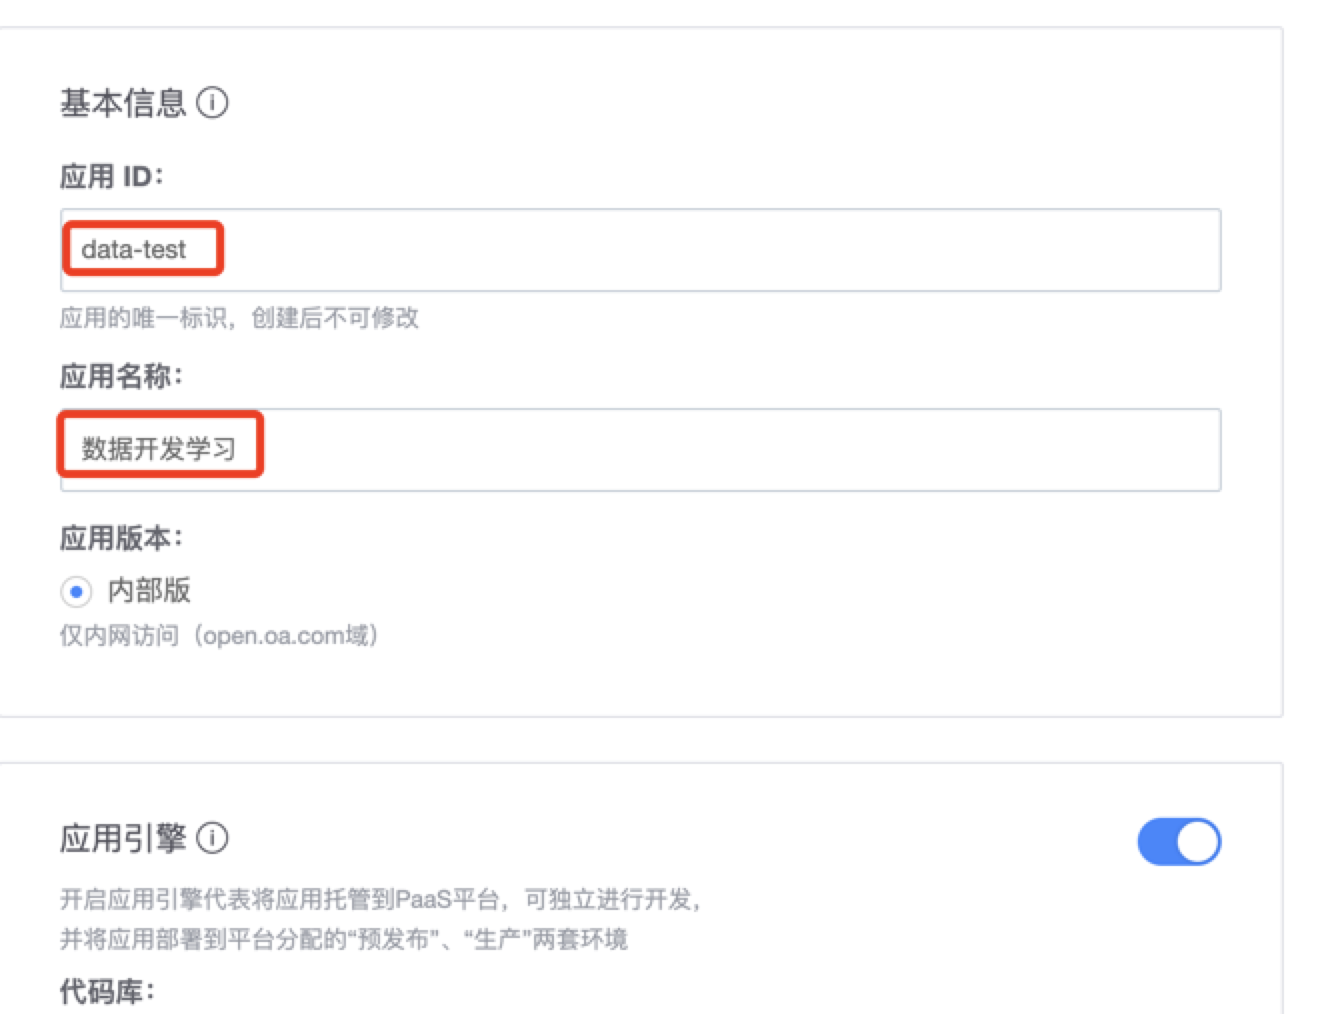 基本信息
应用 ID：
data-test
应用的唯一标识，创建后不可修改
应用名称：
数据开发学习
应用版本：
内部版
仅内网访问（open.oa.com域）
应用引擎
开启应用引擎代表将应用托管到PaaS平台，可独立进行开发，
并将应用部署到平台分配的“预发布”、“生产”两套环境
代码库：